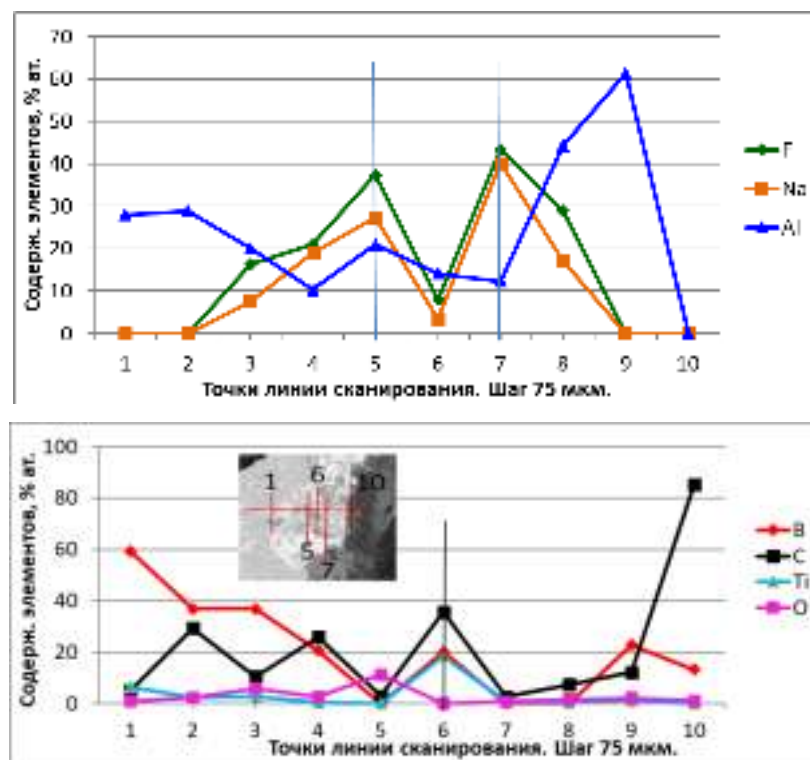 70
60
50
40
30
20
10
0
Содерж. элементов, % ат.
1 2 3 4 5 6 7 8 9 10
Точки линии сканирования. Шаг 75 мкм.
F
Na
Al
100
80
60
40
20
0
Содерж. элементов, % ат.
1 6 10
5 7
1 2 3 4 5 6 7 8 9 10
Точки линии сканирования. Шаг 75 мкм.
B
C
Ti
O